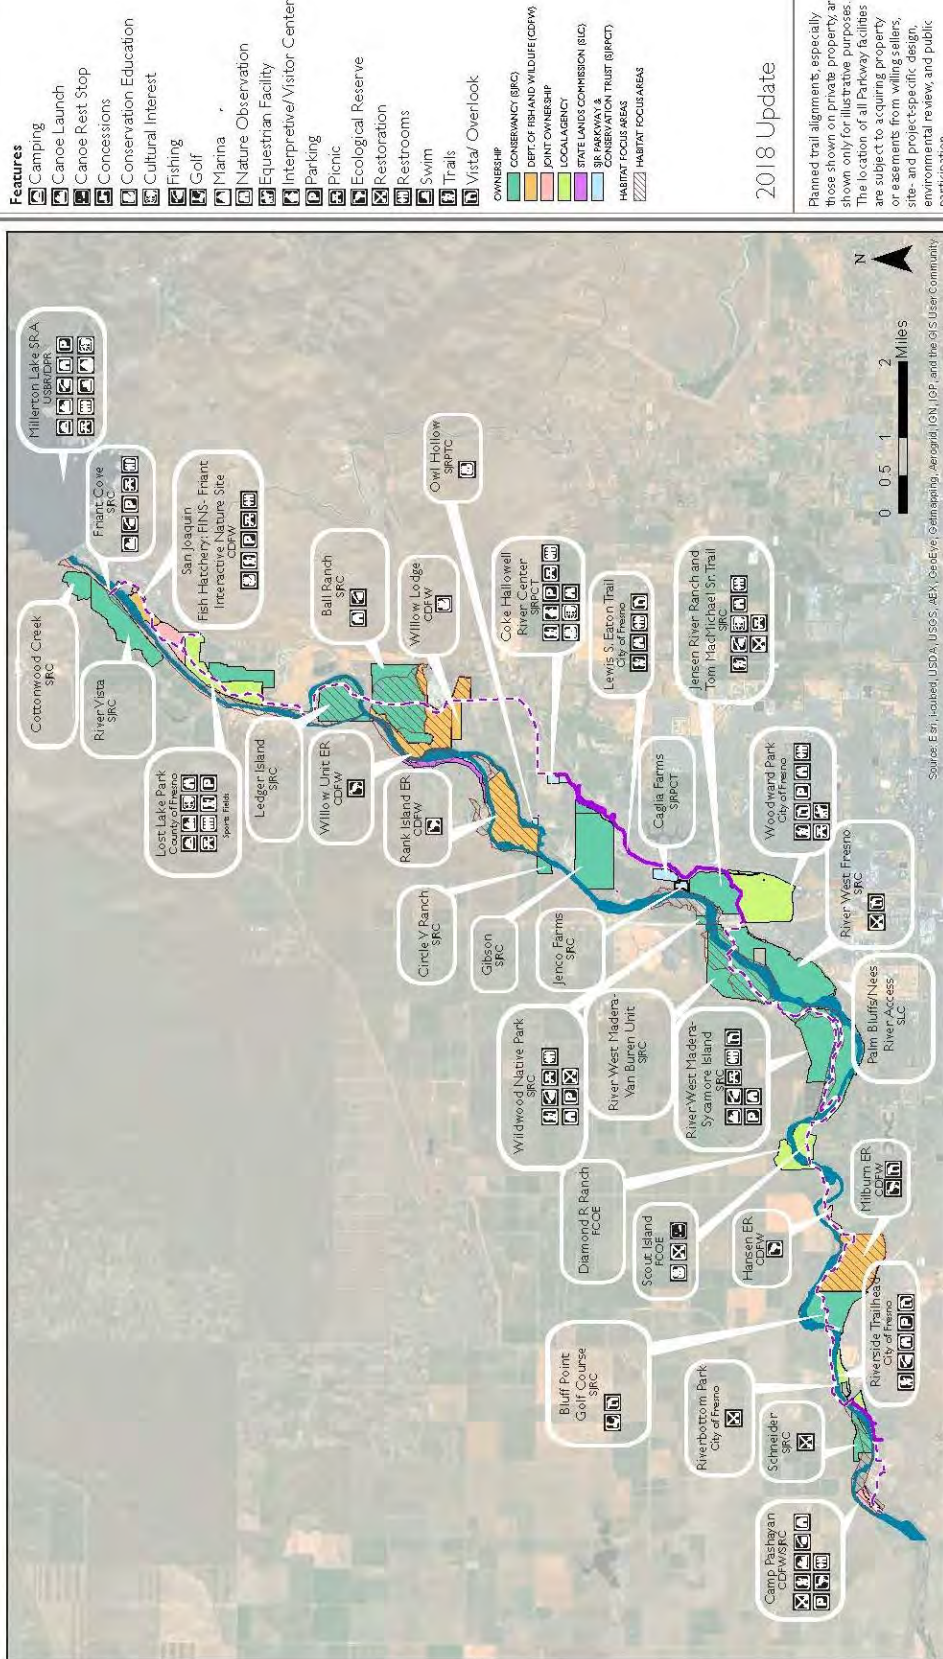 Features
Camping
Canoe Launch
Canoe Rest Stop
Concessions
Conservation Education
Cultural Interest
Fishing
Golf
Marina
Nature Observation
Equestrian Facility
Interpretive/Visitor Center
Parking
Picnic
Ecological Reserve
Restoration
Restrooms
Swim
Trails
Vista/ Overlook
OWNERSHIP
CONSERVANCY (SJRC)
DEPT. OF FISH AND WILDLIFE (CDFW)
JOINT OWNERSHIP
LOCAL AGENCY
STATE LANDS COMMISSION (SLC)
SJR PARKWAY &
CONSERVATION TRUST (SJRPCT)
HABITAT FOCUS AREAS
HABITAT FOCUS AREAS
2018 Update
Planned trail alignments, especially
those shown on private property, ar
shown only for illustrative purposes.
The location of all Parkway facilities
are subject to acquiring property
or easements from willing sellers,
site- and project-specific design,
environmental review, and public
participation
Millerton Lake SRA
USBR/DPR
Friant Cove
SJRC
San Joaquin
Fish Hatchery: FINS- Friant
Interactive Nature Site
CDFW
Cottonwood Creek
SJRC
River Vista
SJRC
Lost Lake Park
County of Fresno
Sports Fields
Ledger Island
SJRC
Ball Ranch
SJRC
Willow Lodge
CDFW
Owl Hollow
SJRPTC
Willow Unit ER
CDFW
Rank Island ER
CDFW
Coke Hallowell
River Center
SJRPCT
Lewis S. Eaton Trail
City of Fresno
Circle V Ranch
SJRC
Gibson
SJRC
Jenco Farms
SJRC
Caglia Farms
SJRPCT
Jensen River Ranch and
Tom MacMichael Sr. Trail
SJRC
Woodward Park
City of Fresno
River West Fresno
SJRC
Wildwood Native Park
SJRC
River West Madera-
Van Buren Unit
SJRC
River West Madera-
Sycamore Island
SJRC
Palm Bluffs/Nees
River Access
SLC
Diamond R Ranch
FCOE
Scout Island
FCOE
Hansen ER
CDFW
Milburn ER
CDFW
Bluff Point
Golf Course
SJRC
Riverbottom Park
City of Fresno
Riverside Trailhead
City of Fresno
Schneider
SJRC
Camp Pashayan
CDFW/SJRC
N
0 0.5 1 2
Miles
Source: Esri, i-cubed, USDA, USGS, AEX, GeoEye, Getmapping, Aerogrid, IGN, IGP, and the GIS User Community